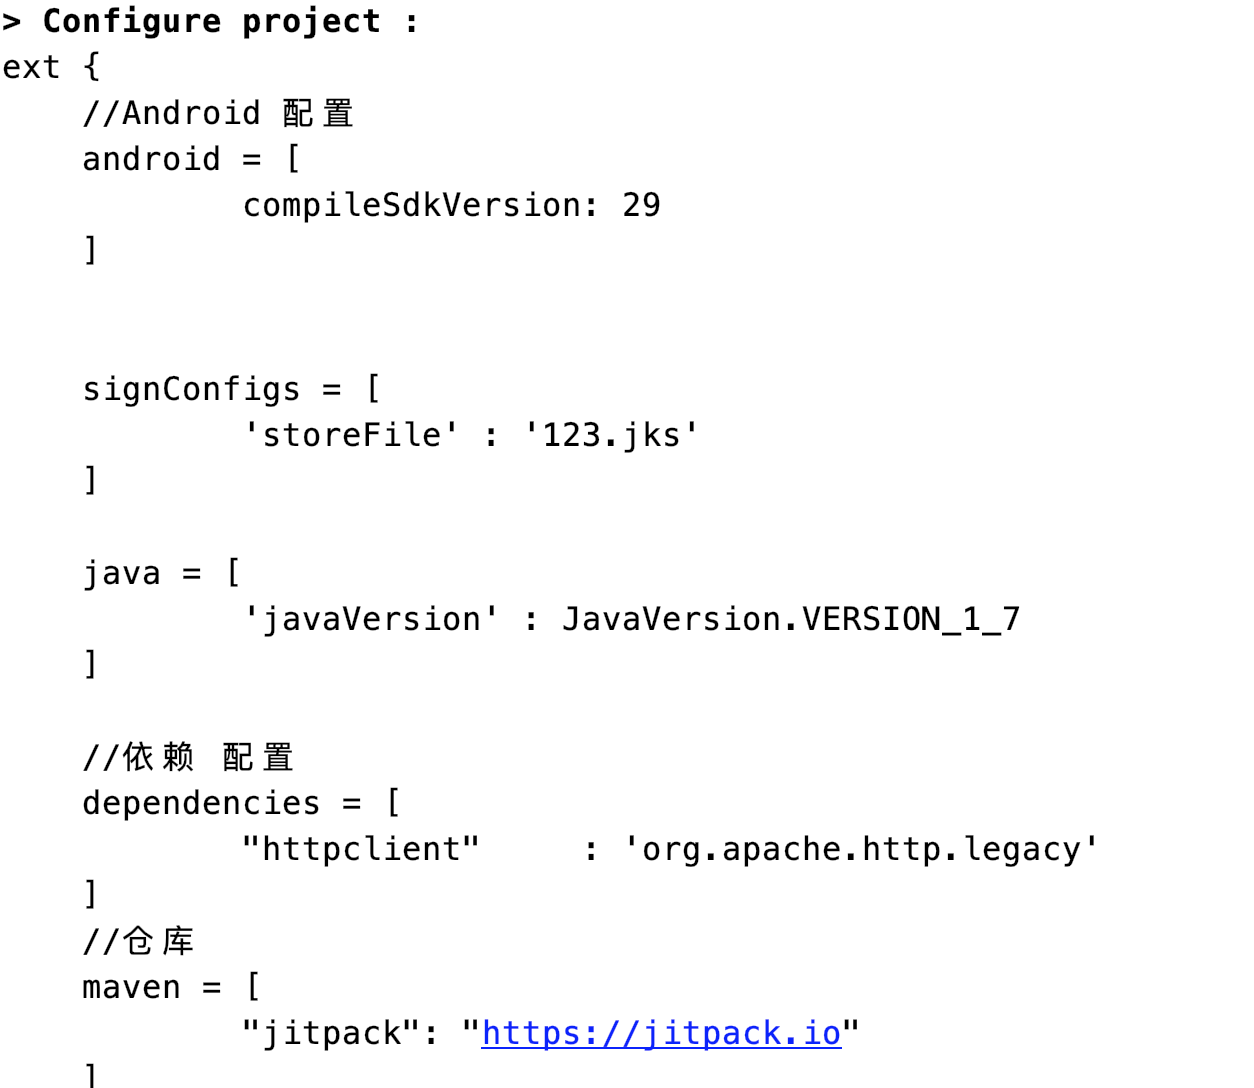 > Configure project :
ext {
    //Android 配置
    android = [
            compileSdkVersion: 29
    ]
    signConfigs = [
            'storeFile' : '123.jks'
    ]
    java = [
            'javaVersion' : JavaVersion.VERSION_1_7
    ]
    //依赖 配置
    dependencies = [
            "httpclient"     : 'org.apache.http.legacy'
    ]
    //仓库
    maven = [
            "jitpack": "https://jitpack.io"
    ]